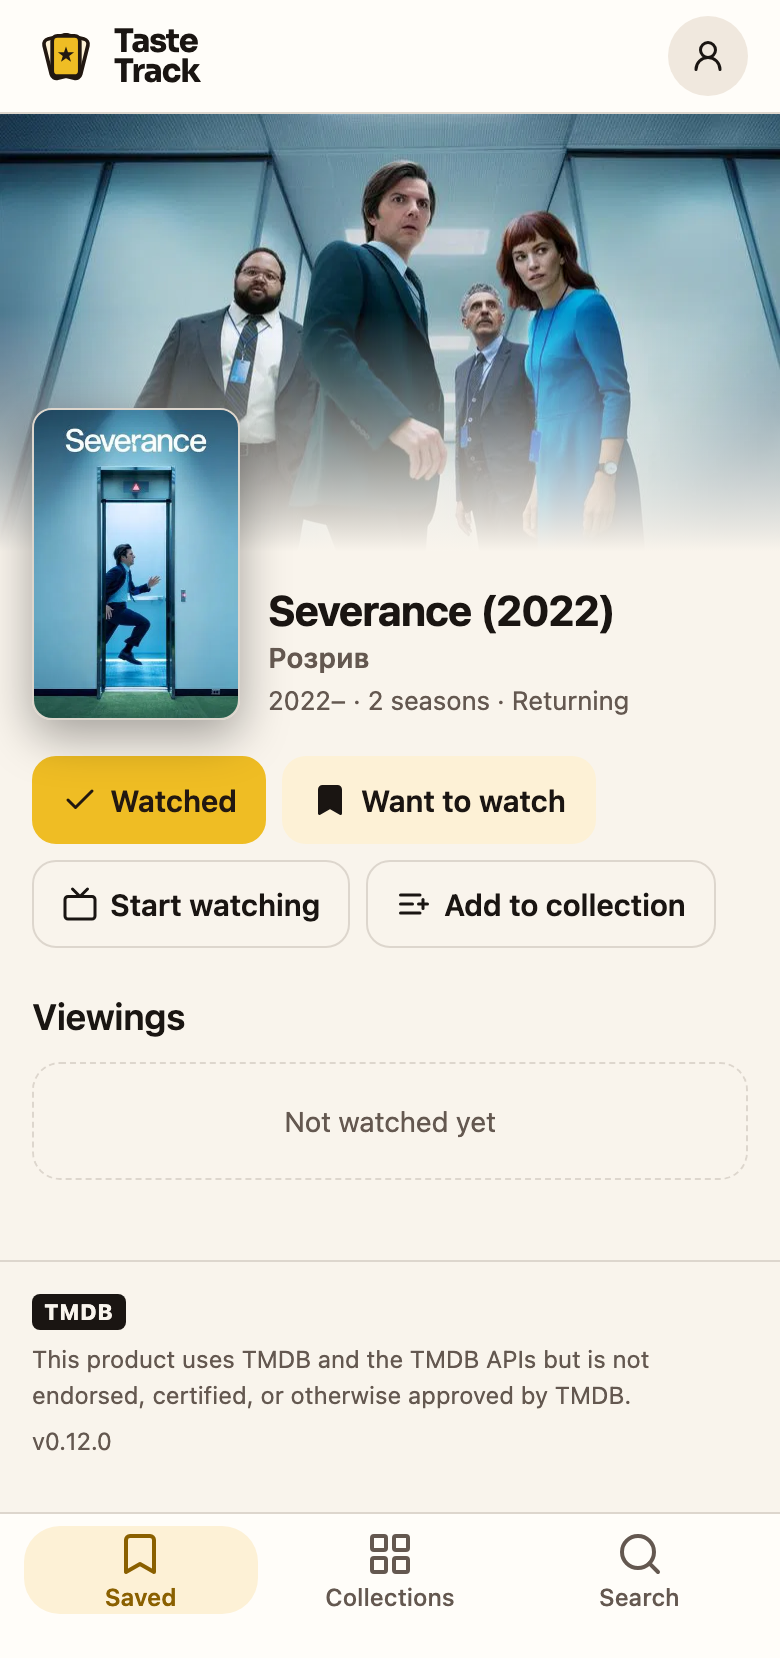 Taste
Track
Severance
Severance (2022)
Розрив
2022– · 2 seasons · Returning
Watched
Want to watch
Start watching
Add to collection
Viewings
Not watched yet
TMDB
This product uses TMDB and the TMDB APIs but is not
endorsed, certified, or otherwise approved by TMDB.
v0.12.0
Saved
Collections
Search